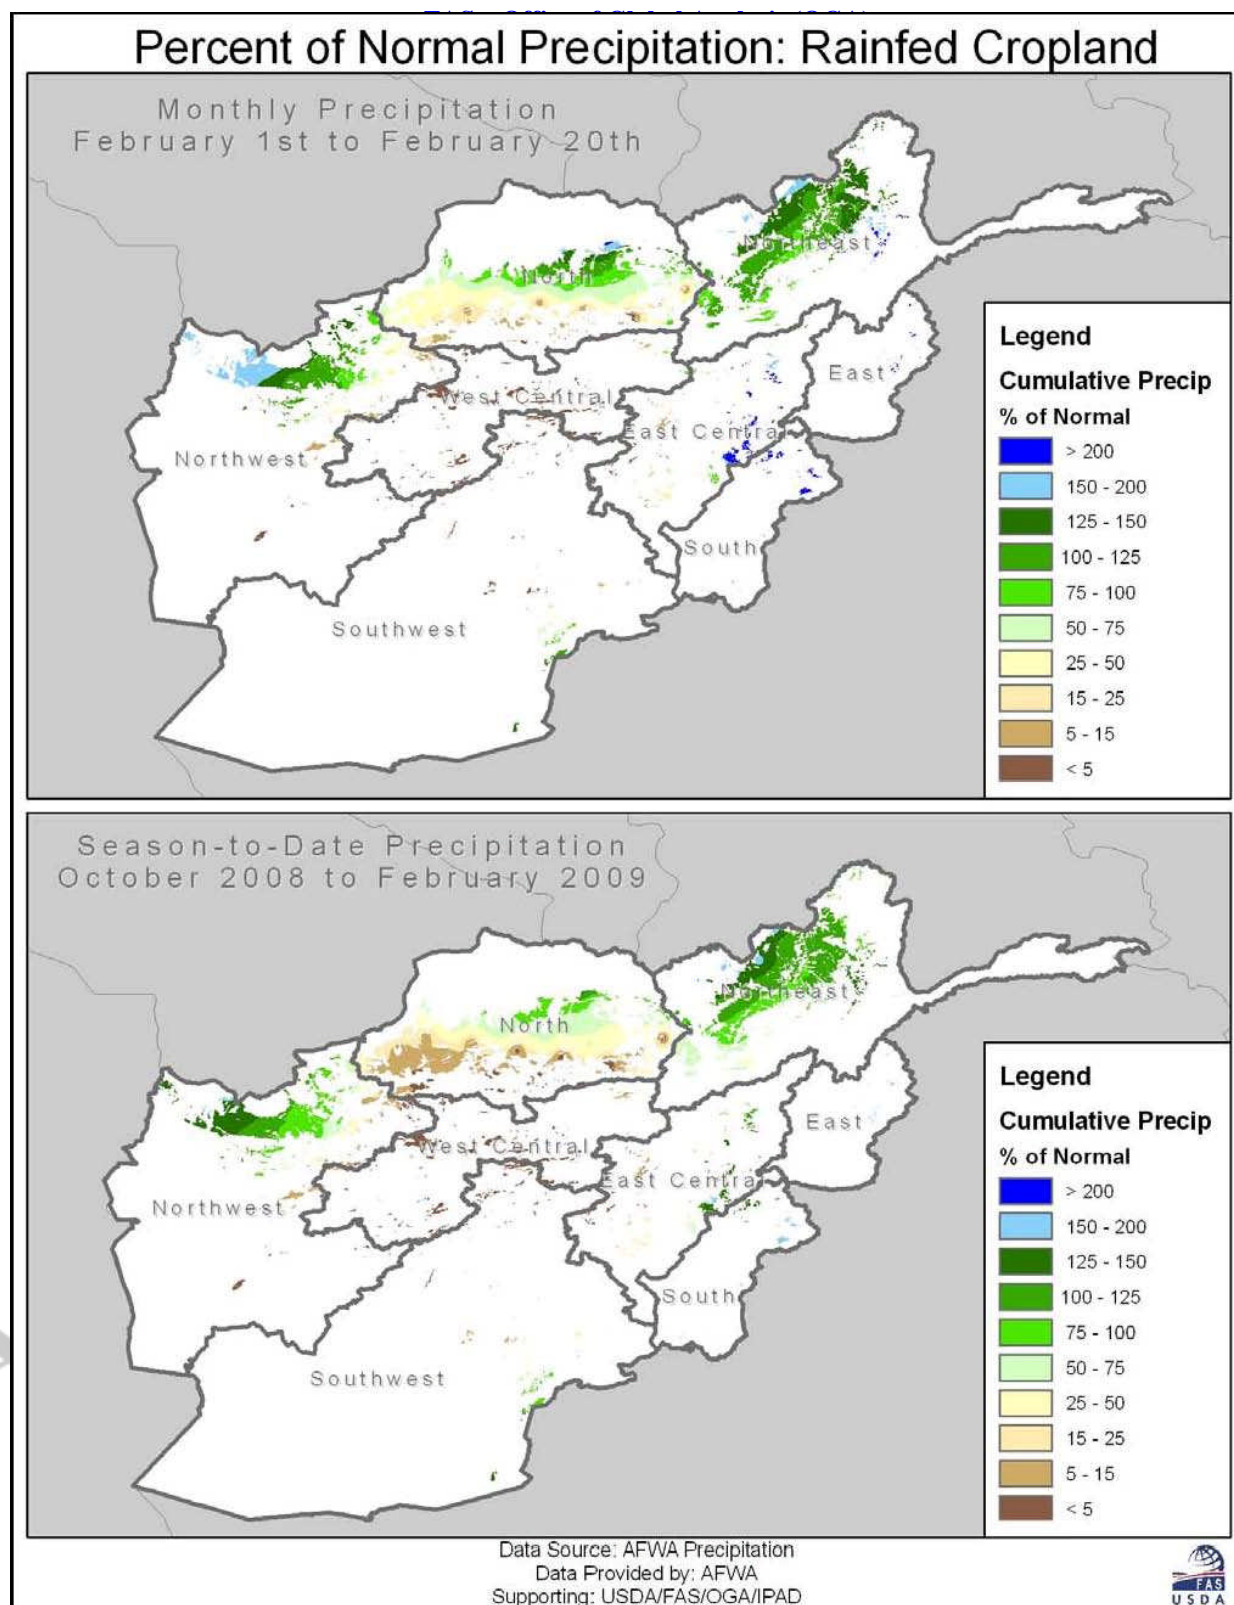 Percent of Normal Precipitation: Rainfed Cropland
Monthly Precipitation
February 1st to February 20th
Northeast
North
East
West Central
East Central
Northwest
South
Southwest
Legend
Cumulative Precip
% of Normal
> 200
150 - 200
125 - 150
100 - 125
75 - 100
50 - 75
25 - 50
15 - 25
5 - 15
< 5
Season-to-Date Precipitation
October 2008 to February 2009
Northeast
North
East
West Central
East Central
Northwest
South
Southwest
Legend
Cumulative Precip
% of Normal
> 200
150 - 200
125 - 150
100 - 125
75 - 100
50 - 75
25 - 50
15 - 25
5 - 15
< 5
Data Source: AFWA Precipitation
Data Provided by: AFWA
Supporting: USDA/FAS/OGA/IPAD
FAS
USDA